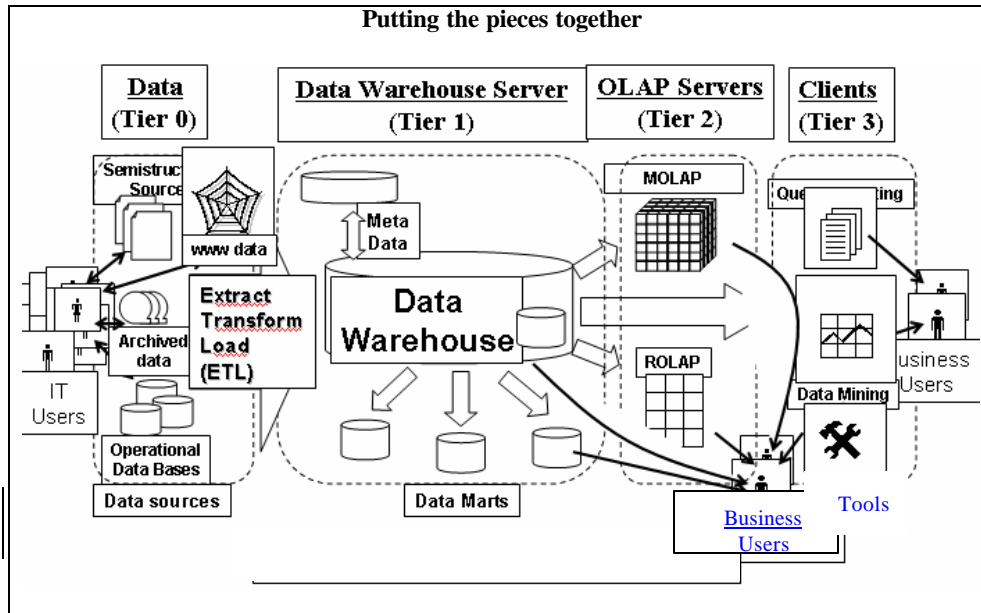 Putting the pieces together
Data
(Tier 0)
Data Warehouse Server
(Tier 1)
OLAP Servers
(Tier 2)
Clients
(Tier 3)
www data
Archived
data
Extract
Transform
Load
(ETL)
IT
Users
Operational
Data Bases
Data sources
Meta
Data
Data
Warehouse
Data Marts
MOLAP
ROLAP
Data Mining
Users
Business
Users
Tools